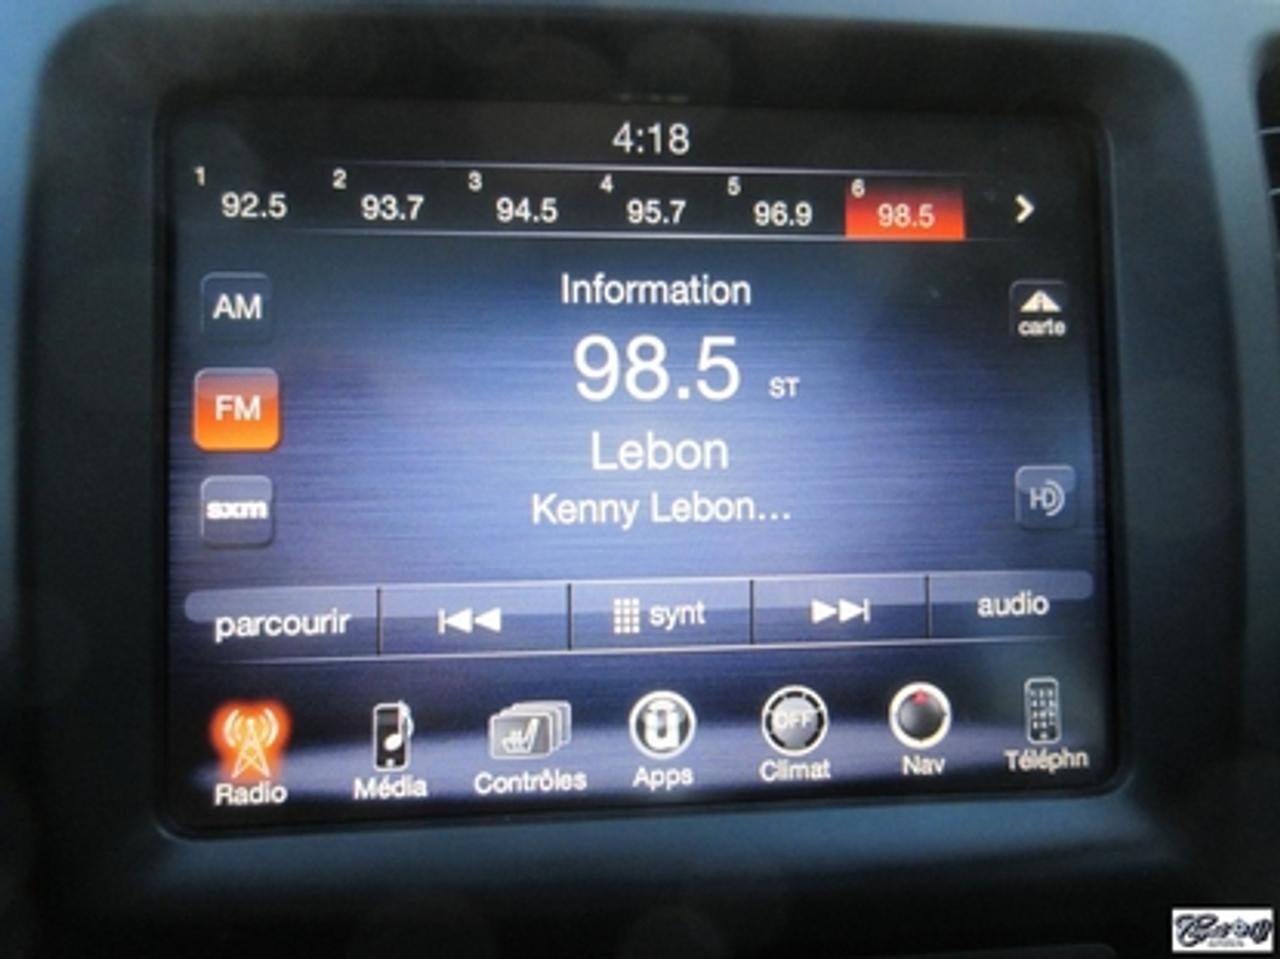 4:18
1 92.5 2 93.7 3 94.5 4 95.7 5 96.9 6 98.5
Information
AM
carte
98.5 ST
FM
Lebon
sxm
Kenny Lebon...
HD
parcourir synt audio
OFF
Radio Média Contrôles Apps Climat Nav Téléphn